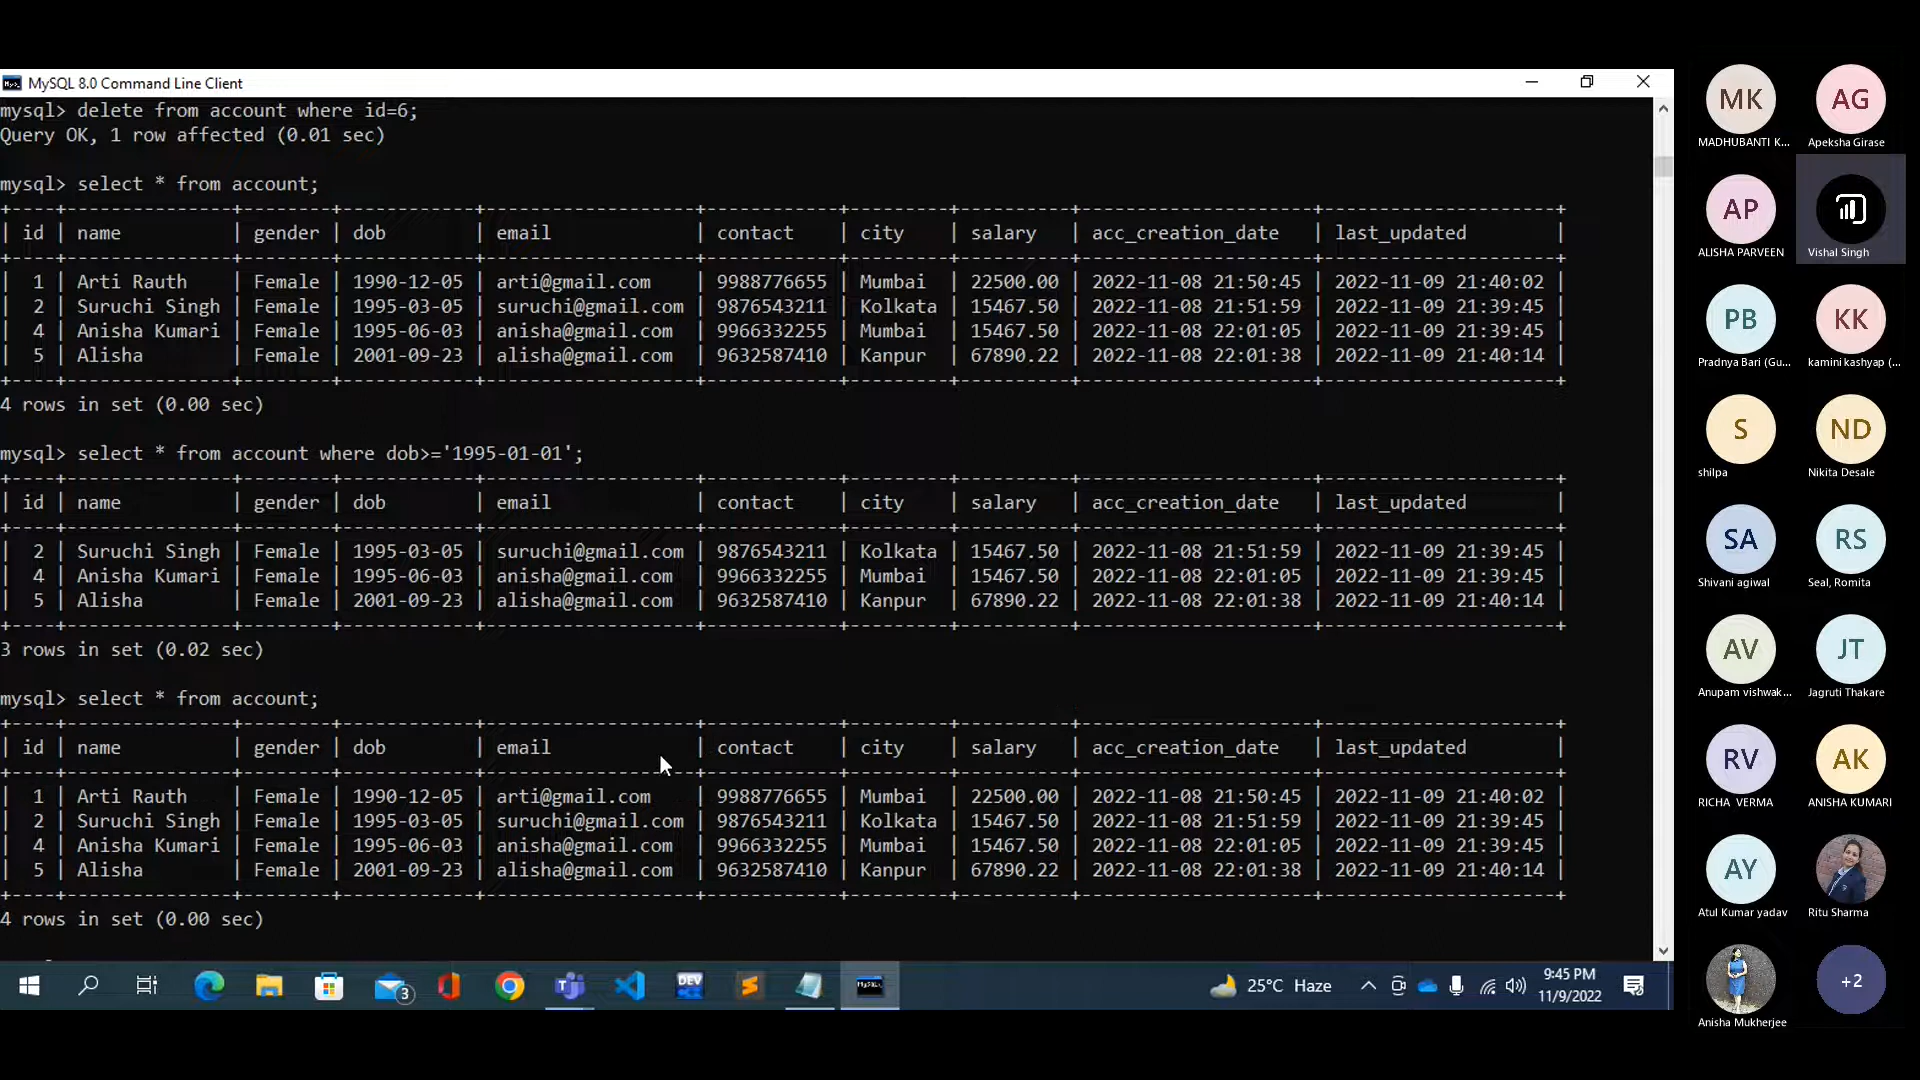 MySQL 8.0 Command Line Client
mysql> delete from account where id=6;
Query OK, 1 row affected (0.01 sec)
mysql> select * from account;
+----+---------------+--------+------------+-------------------+------------+---------+----------+---------------------+---------------------+
| id | name | gender | dob | email | contact | city | salary | acc_creation_date | last_updated |
| 1 | Arti Rauth | Female | 1990-12-05 | arti@gmail.com | 9988776655 | Mumbai | 22500.00 | 2022-11-08 21:50:45 | 2022-11-09 21:40:02 |
| 2 | Suruchi Singh | Female | 1995-03-05 | suruchi@gmail.com | 9876543211 | Kolkata | 15467.50 | 2022-11-08 21:51:59 | 2022-11-09 21:39:45 |
| 4 | Anisha Kumari | Female | 1995-06-03 | anisha@gmail.com | 9966332255 | Mumbai | 15467.50 | 2022-11-08 22:01:05 | 2022-11-09 21:39:45 |
| 5 | Alisha | Female | 2001-09-23 | alisha@gmail.com | 9632587410 | Kanpur | 67890.22 | 2022-11-08 22:01:38 | 2022-11-09 21:40:14 |
4 rows in set (0.00 sec)
mysql> select * from account where dob>='1995-01-01';
| id | name | gender | dob | email | contact | city | salary | acc_creation_date | last_updated |
| 2 | Suruchi Singh | Female | 1995-03-05 | suruchi@gmail.com | 9876543211 | Kolkata | 15467.50 | 2022-11-08 21:51:59 | 2022-11-09 21:39:45 |
| 4 | Anisha Kumari | Female | 1995-06-03 | anisha@gmail.com | 9966332255 | Mumbai | 15467.50 | 2022-11-08 22:01:05 | 2022-11-09 21:39:45 |
| 5 | Alisha | Female | 2001-09-23 | alisha@gmail.com | 9632587410 | Kanpur | 67890.22 | 2022-11-08 22:01:38 | 2022-11-09 21:40:14 |
3 rows in set (0.02 sec)
mysql> select * from account;
| id | name | gender | dob | email | contact | city | salary | acc_creation_date | last_updated |
| 1 | Arti Rauth | Female | 1990-12-05 | arti@gmail.com | 9988776655 | Mumbai | 22500.00 | 2022-11-08 21:50:45 | 2022-11-09 21:40:02 |
| 2 | Suruchi Singh | Female | 1995-03-05 | suruchi@gmail.com | 9876543211 | Kolkata | 15467.50 | 2022-11-08 21:51:59 | 2022-11-09 21:39:45 |
| 4 | Anisha Kumari | Female | 1995-06-03 | anisha@gmail.com | 9966332255 | Mumbai | 15467.50 | 2022-11-08 22:01:05 | 2022-11-09 21:39:45 |
| 5 | Alisha | Female | 2001-09-23 | alisha@gmail.com | 9632587410 | Kanpur | 67890.22 | 2022-11-08 22:01:38 | 2022-11-09 21:40:14 |
4 rows in set (0.00 sec)
3
DEV
25°C Haze
9:45 PM
11/9/2022
MK AG
MADHUBANTI K... Apeksha Girase
AP
ALISHA PARVEEN Vishal Singh
PB KK
Pradnya Bari (Gu... kamini kashyap (...
S ND
shilpa Nikita Desale
SA RS
Shivani agiwal Seal, Romita
AV JT
Anupam vishwak... Jagruti Thakare
RV AK
RICHA VERMA ANISHA KUMARI
AY
Atul Kumar yadav Ritu Sharma
+2
Anisha Mukherjee